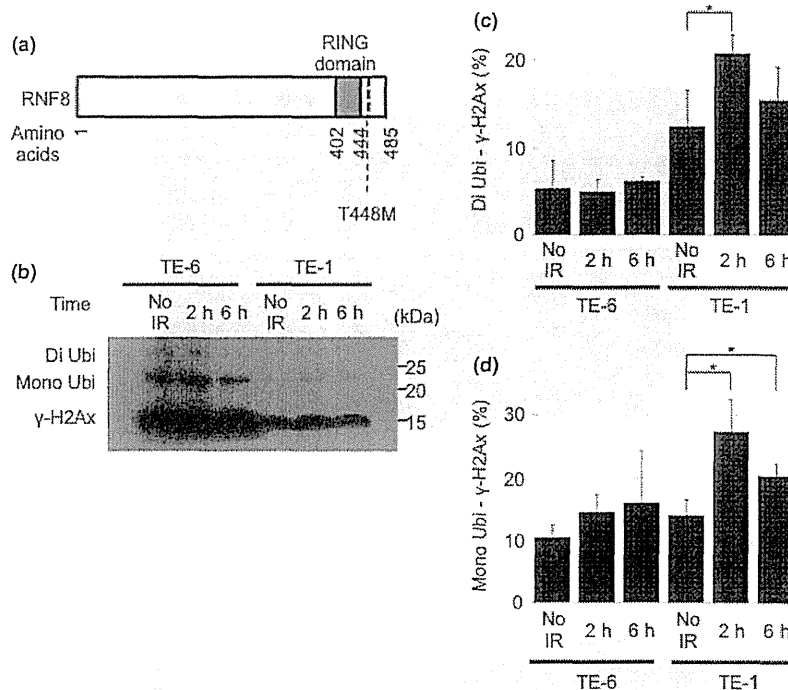 (a)
RING
domain
RNF8
Amino
acids
1
402
444
485
T448M
(b)
TE-6
TE-1
Time
No
IR
2 h
6 h
No
IR
2 h
6 h
(kDa)
Di Ubi
Mono Ubi
γ-H2Ax
25
20
15
(c)
Di Ubi - γ-H2Ax (%)
20
10
0
*
No
IR
2 h
6 h
No
IR
2 h
6 h
TE-6
TE-1
(d)
Mono Ubi - γ-H2Ax (%)
30
20
10
0
*
*
No
IR
2 h
6 h
No
IR
2 h
6 h
TE-6
TE-1